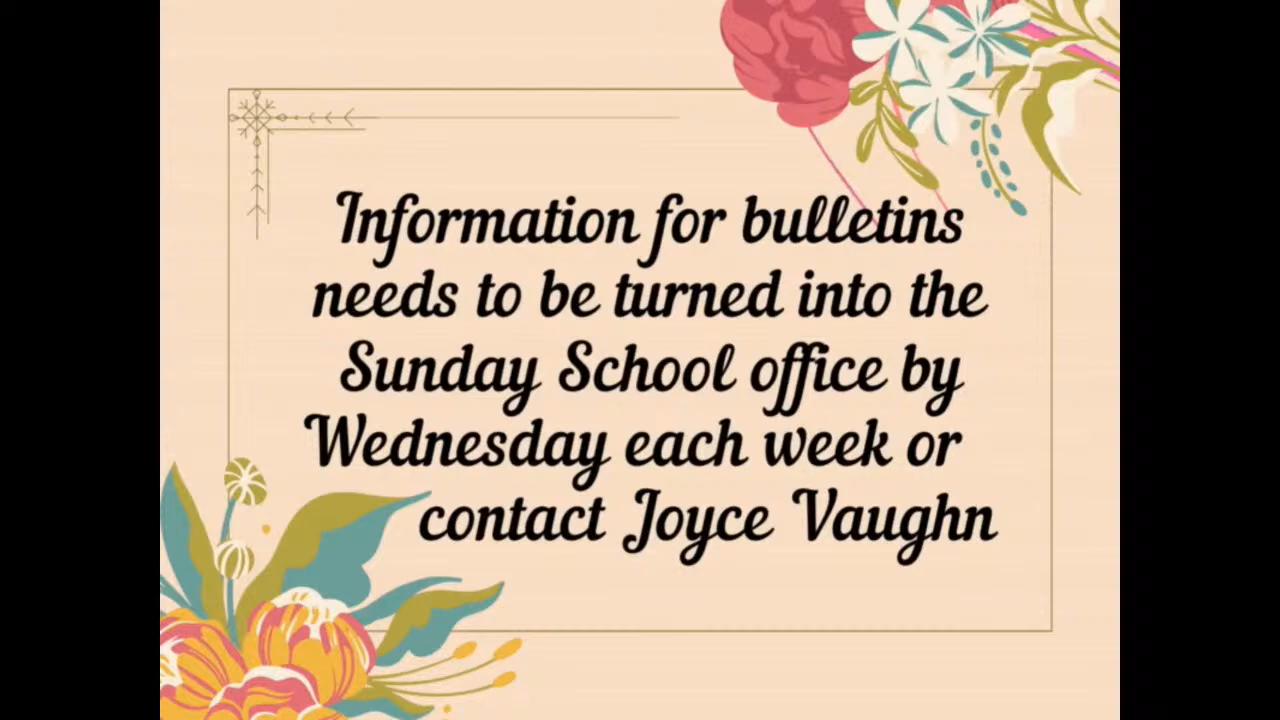 Information for bulletins
needs to be turned into the
Sunday School office by
Wednesday each week or
contact Joyce Vaughn